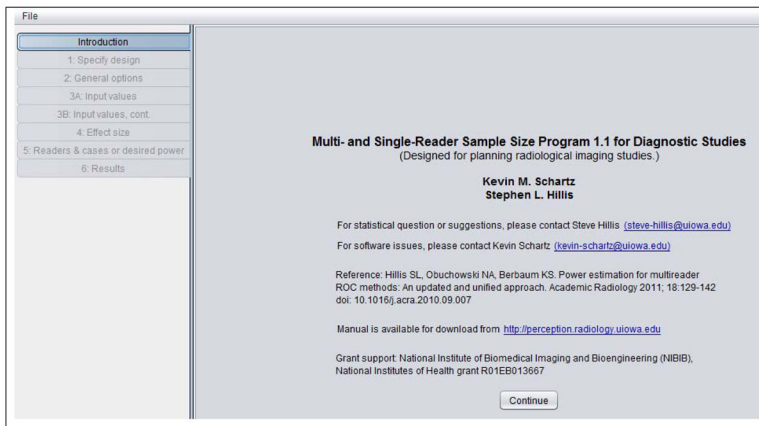 File
Introduction
1: Specify design
2: General options
3A: Input values
3B: Input values, cont.
4: Effect size
5: Readers & cases or desired power
6: Results
Multi- and Single-Reader Sample Size Program 1.1 for Diagnostic Studies
(Designed for planning radiological imaging studies.)
Kevin M. Schartz
Stephen L. Hillis
For statistical question or suggestions, please contact Steve Hillis (steve-hillis@uiowa.edu)
For software issues, please contact Kevin Schartz (kevin-schartz@uiowa.edu)
Reference: Hillis SL, Obuchowski NA, Berbaum KS. Power estimation for multireader
ROC methods: An updated and unified approach. Academic Radiology 2011; 18:129-142
doi: 10.1016/j.acra.2010.09.007
Manual is available for download from http://perception.radiology.uiowa.edu
Grant support: National Institute of Biomedical Imaging and Bioengineering (NIBIB),
National Institutes of Health grant R01EB013667
Continue